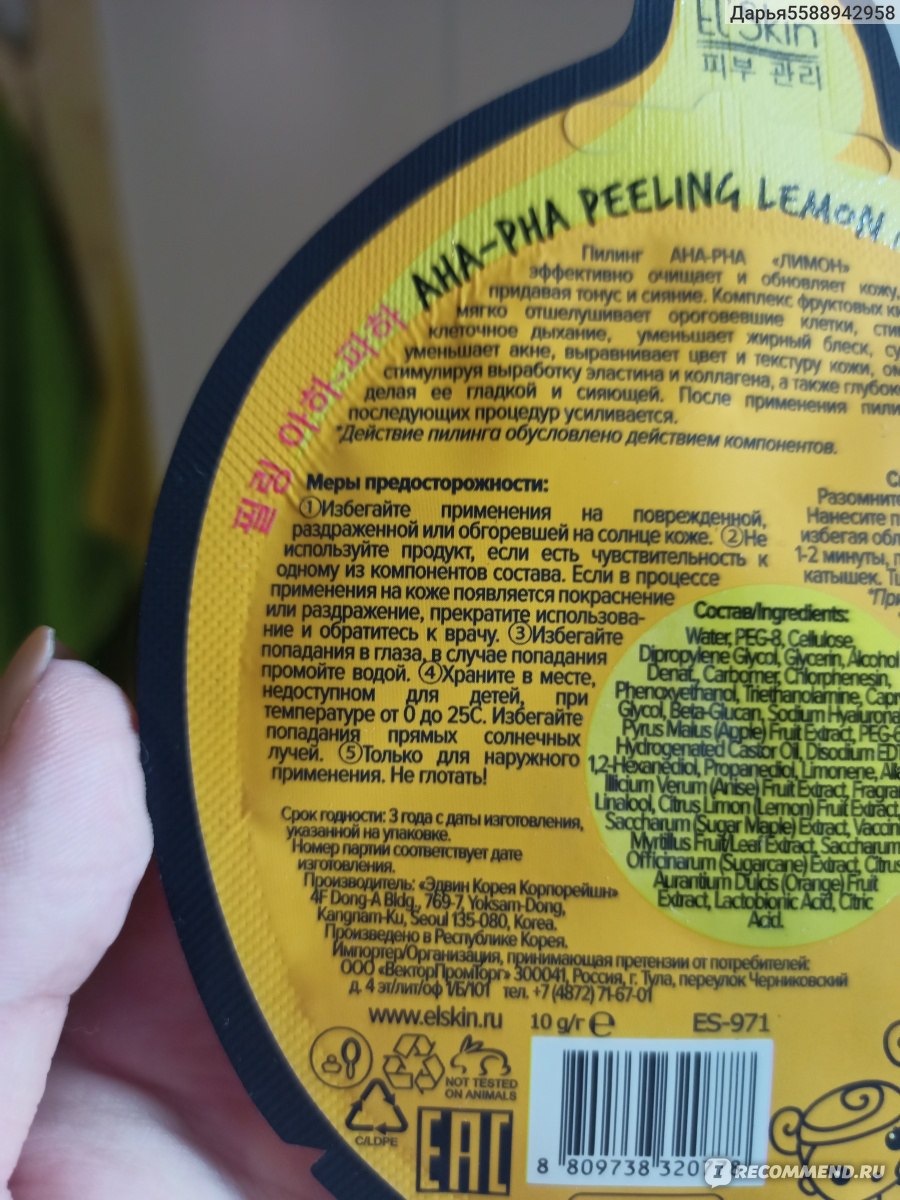 Дарья5588942958
El'Skin
피부 관리
AHA-PHA PEELING LEMON
필링 아하-파하
Пилинг AHA-PHA «ЛИМОН»
эффективно очищает и обновляет кожу,
придавая тонус и сияние. Комплекс фруктовых
мягко отшелушивает ороговевшие клетки,
клеточное дыхание, уменьшает жирный блеск,
уменьшает акне, выравнивает цвет и текстуру кожи,
стимулируя выработку эластина и коллагена, а также
делая ее гладкой и сияющей. После применения
последующих процедур усиливается.
*Действие пилинга обусловлено действием компонентов.
Меры предосторожности:
①Избегайте применения на поврежденной,
раздраженной или обгоревшей на солнце коже. ②Не
используйте продукт, если есть чувствительность к
одному из компонентов состава. Если в процессе
применения на коже появляется покраснение
или раздражение, прекратите использова-
ние и обратитесь к врачу. ③Избегайте
попадания в глаза, в случае попадания
промойте водой. ④Храните в месте,
недоступном для детей, при
температуре от 0 до 25С. Избегайте
попадания прямых солнечных
лучей. ⑤Только для наружного
применения. Не глотать!
Разомните
Нанесите
избегая
1-2 минуты,
катышек.
Состав/Ingredients:
Water, PEG-8, Cellulose,
Dipropylene Glycol, Glycerin, Alcohol
Denat., Carbomer, Chlorphenesin,
Phenoxyethanol, Triethanolamine,
Glycol, Beta-Glucan, Sodium
Pyrus Malus (Apple) Fruit Extract,
Hydrogenated Castor Oil, Disodium
1,2-Hexanediol, Propanediol, Limonene,
Illicium Verum (Anise) Fruit Extract,
Linalool, Citrus Limon (Lemon) Fruit Extract,
Saccharum (Sugar Maple) Extract,
Myrtillus Fruit/Leaf Extract, Saccharum
Officinarum (Sugarcane) Extract, Citrus
Aurantium Dulcis (Orange) Fruit
Extract, Lactobionic Acid, Citric
Acid.
Срок годности: 3 года с даты изготовления,
указанной на упаковке.
Номер партии соответствует дате
изготовления.
Производитель: «Эдвин Корея Корпорейшн»
4F Dong-A Bldg., 769-7, Yoksam-Dong,
Kangnam-Ku, Seoul 135-080, Korea.
Произведено в Республике Корея.
Импортер/Организация, принимающая претензии от потребителей:
ООО «ВекторПромТорг» 300041, Россия, г. Тула, переулок Черниковский
д. 4 эт/лит/оф 1/Б/101 тел. +7 (4872) 71-67-01
www.elskin.ru 10 g/г e ES-971
NOT TESTED
ON ANIMALS
C/LDPE
EAC
8 809738 320
IRECOMMEND.RU